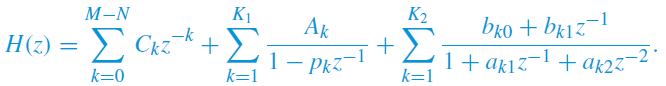 H(z) = \sum_{k=0}^{M-N} C_k z^{-k} + \sum_{k=1}^{K_1} \frac{A_k}{1 - p_k z^{-1}} + \sum_{k=1}^{K_2} \frac{b_{k0} + b_{k1} z^{-1}}{1 + a_{k1} z^{-1} + a_{k2} z^{-2}}.